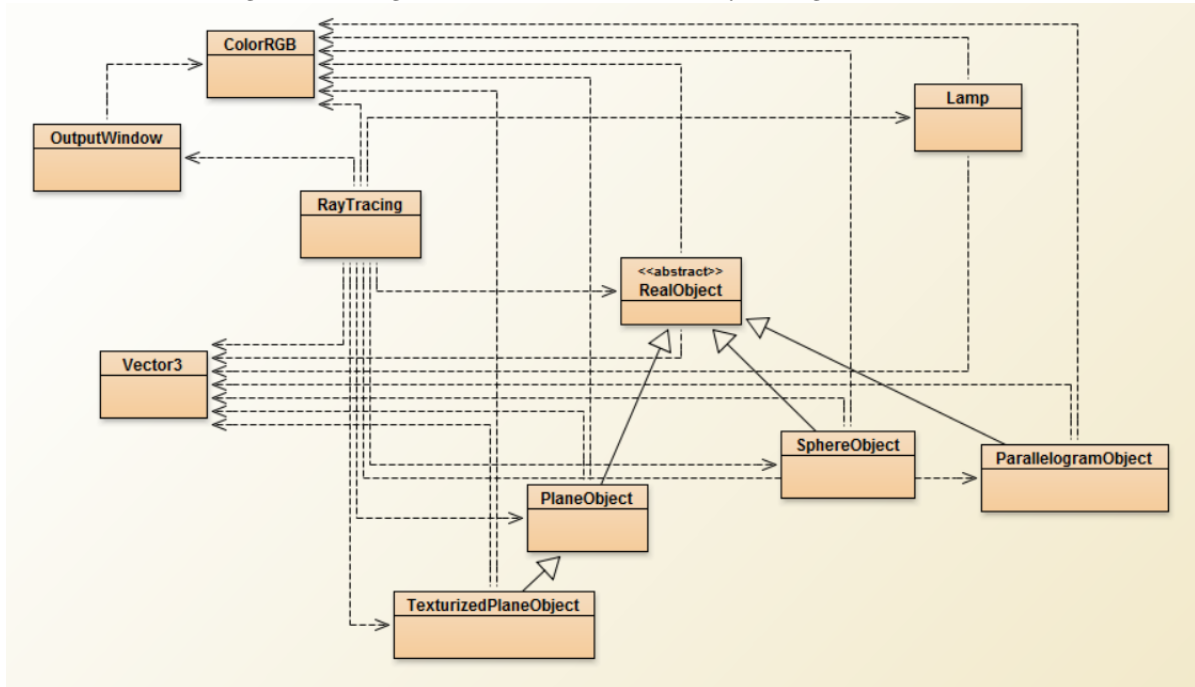 ColorRGB
Lamp
OutputWindow
RayTracing
<<abstract>>
RealObject
Vector3
SphereObject
ParallelogramObject
PlaneObject
TexturizedPlaneObject